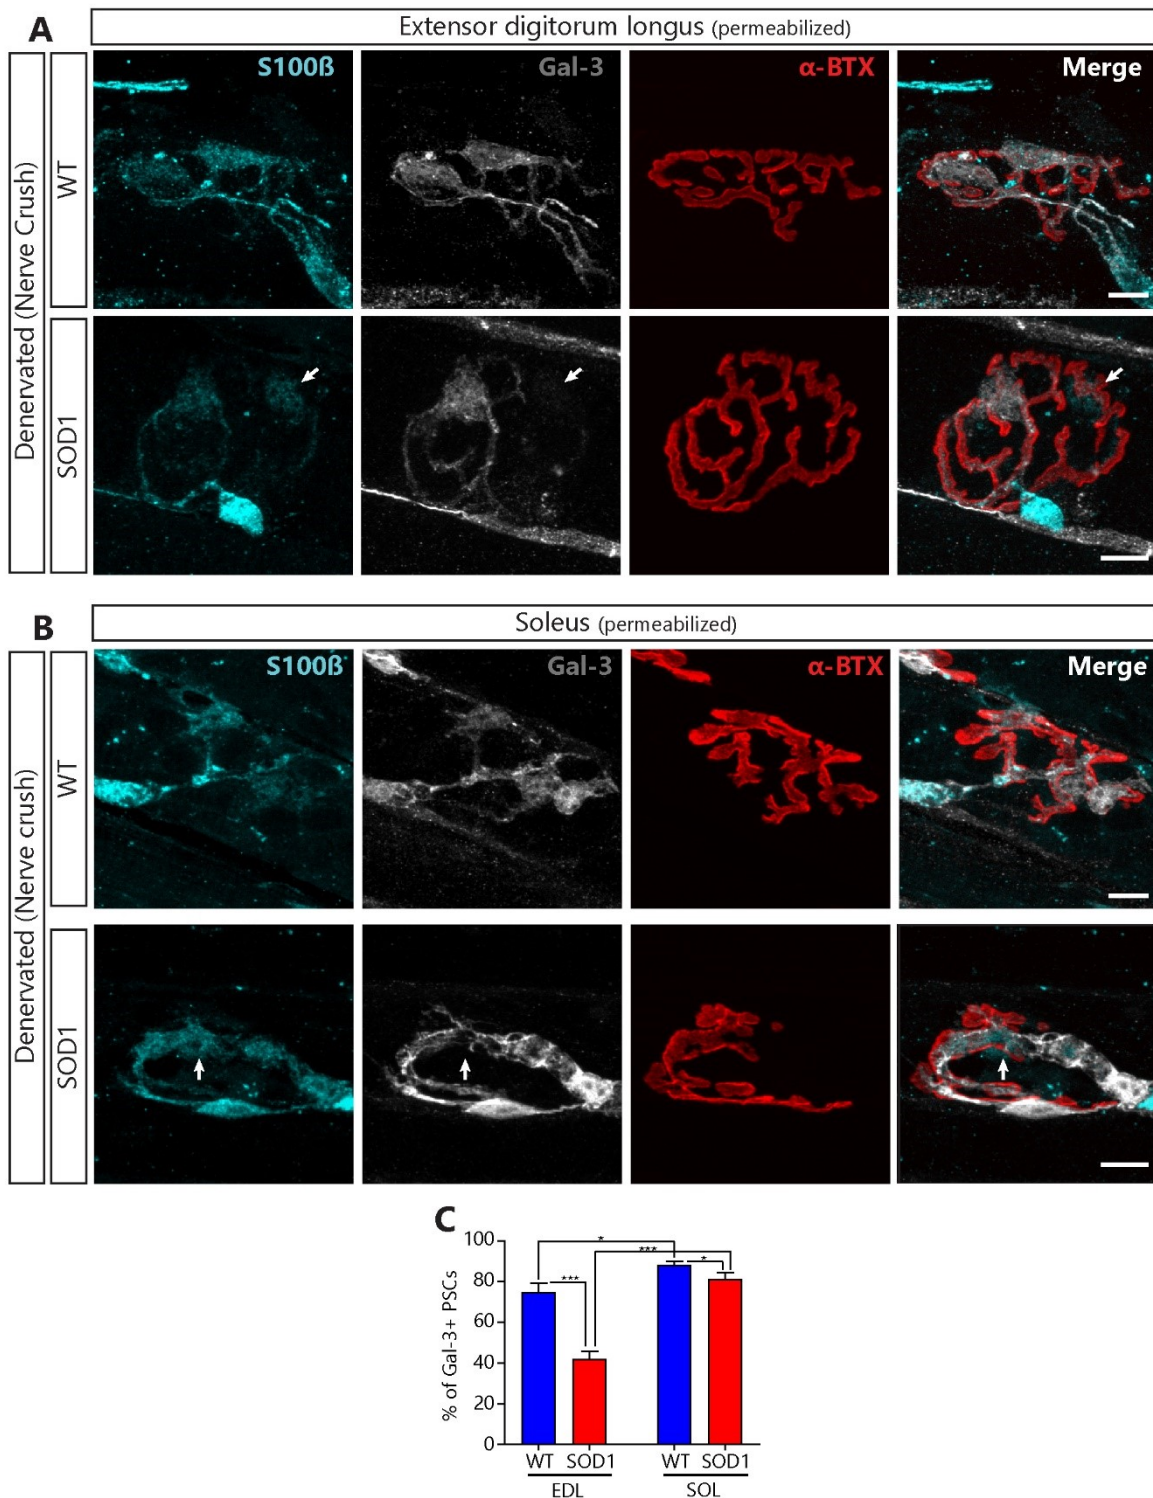 A
Extensor digitorum longus (permeabilized)
Denervated (Nerve Crush)
WT
S100ß
Gal-3
α-BTX
Merge
SOD1
B
Soleus (permeabilized)
Denervated (Nerve crush)
WT
S100ß
Gal-3
α-BTX
Merge
SOD1
C
% of Gal-3+ PSCs
100
80
60
40
20
0
*
***
***
*
WT SOD1 WT SOD1
EDL SOL